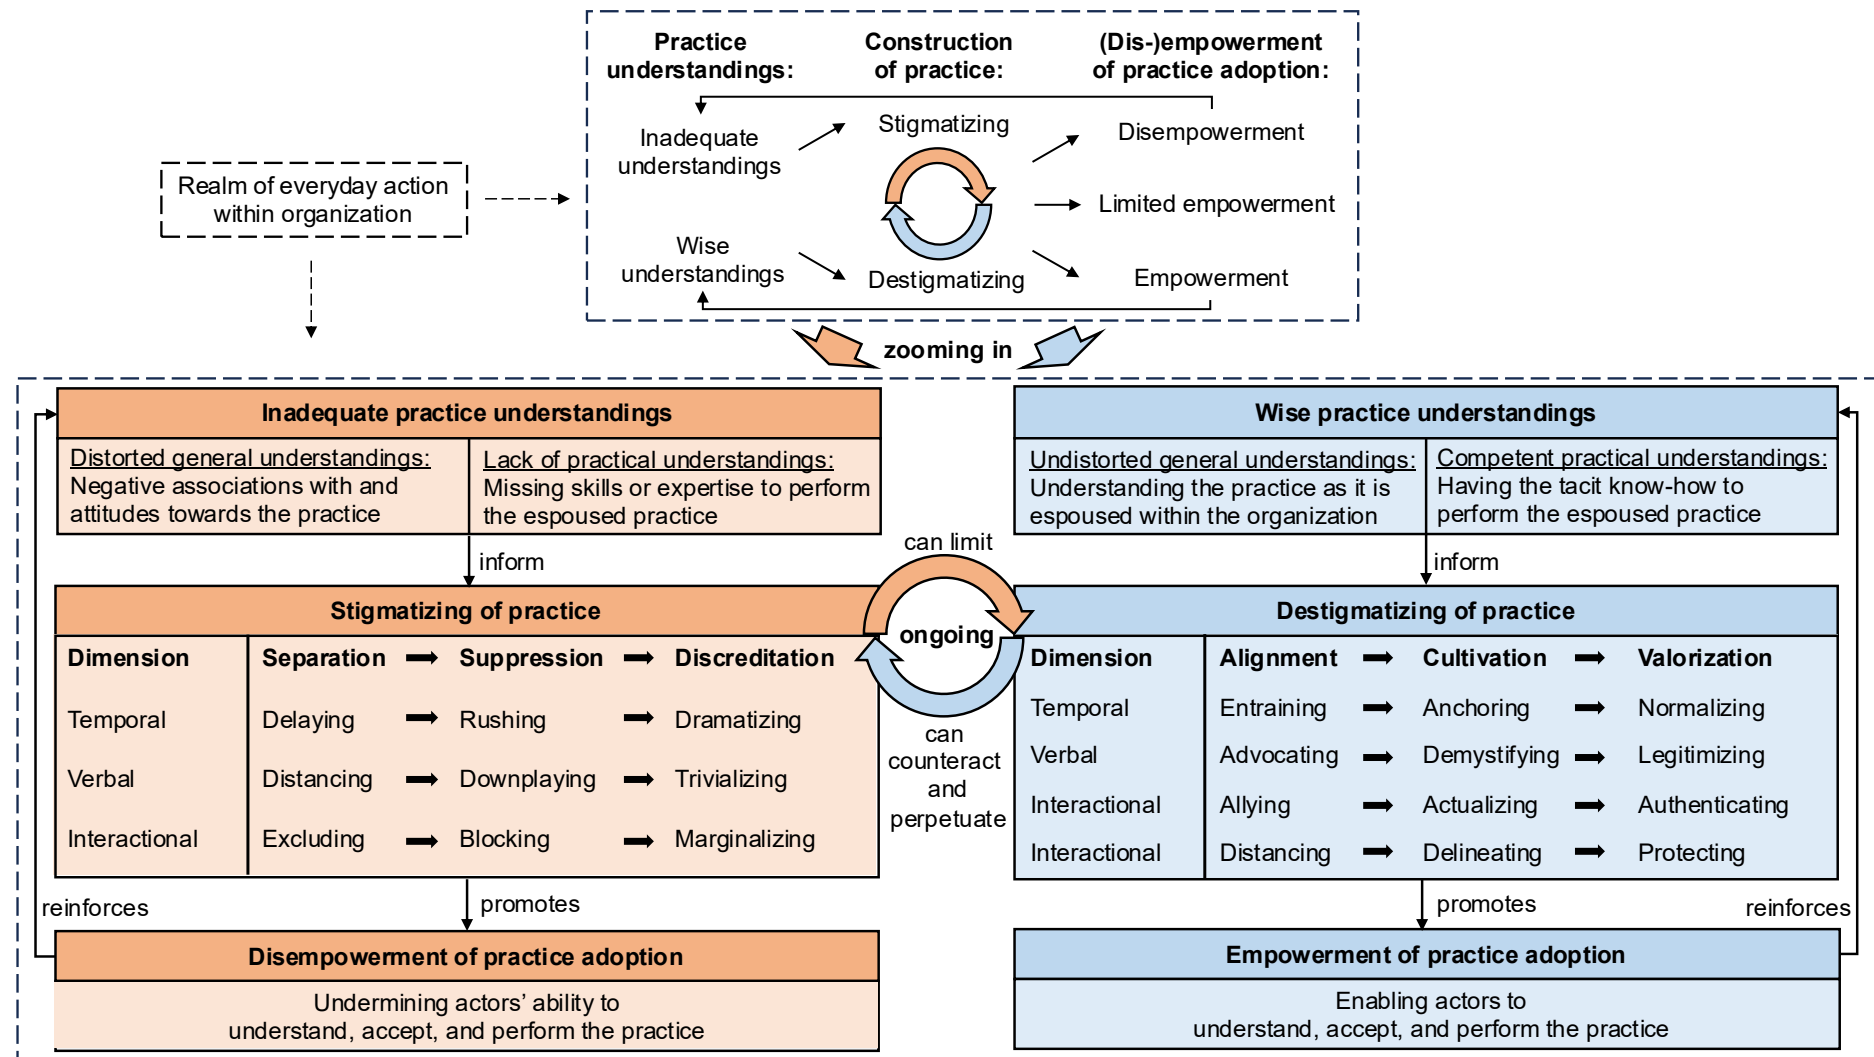 Practice
understandings:
Construction
of practice:
(Dis-)empowerment
of practice adoption:
Inadequate
understandings
Stigmatizing
Disempowerment
Realm of everyday action
within organization
Limited empowerment
Wise
understandings
Destigmatizing
Empowerment
zooming in
Inadequate practice understandings
Distorted general understandings:
Negative associations with and
attitudes towards the practice
Lack of practical understandings:
Missing skills or expertise to perform
the espoused practice
inform
Stigmatizing of practice
Dimension Separation Suppression Discreditation
Temporal Delaying Rushing Dramatizing
Verbal Distancing Downplaying Trivializing
Interactional Excluding Blocking Marginalizing
reinforces
promotes
Disempowerment of practice adoption
Undermining actors’ ability to
understand, accept, and perform the practice
can limit
ongoing
can
counteract
and
perpetuate
Wise practice understandings
Undistorted general understandings:
Understanding the practice as it is
espoused within the organization
Competent practical understandings:
Having the tacit know-how to
perform the espoused practice
inform
Destigmatizing of practice
Dimension Alignment Cultivation Valorization
Temporal Entraining Anchoring Normalizing
Verbal Advocating Demystifying Legitimizing
Interactional Allying Actualizing Authenticating
Interactional Distancing Delineating Protecting
promotes
reinforces
Empowerment of practice adoption
Enabling actors to
understand, accept, and perform the practice